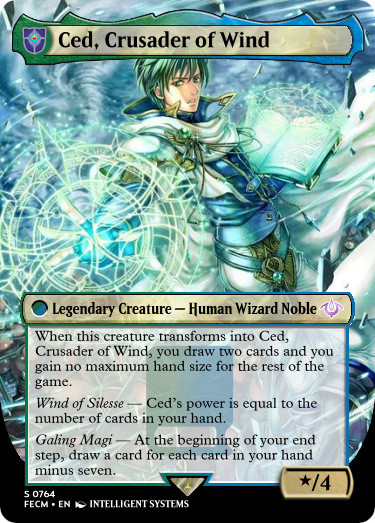 Ced, Crusader of Wind
Legendary Creature — Human Wizard Noble
When this creature transforms into Ced,
Crusader of Wind, you draw two cards and you
gain no maximum hand size for the rest of the
game.
Wind of Silesse — Ced's power is equal to the
number of cards in your hand.
Galing Magi — At the beginning of your end
step, draw a card for each card in your hand
minus seven.
★/4
S 0764
FECM • EN INTELLIGENT SYSTEMS